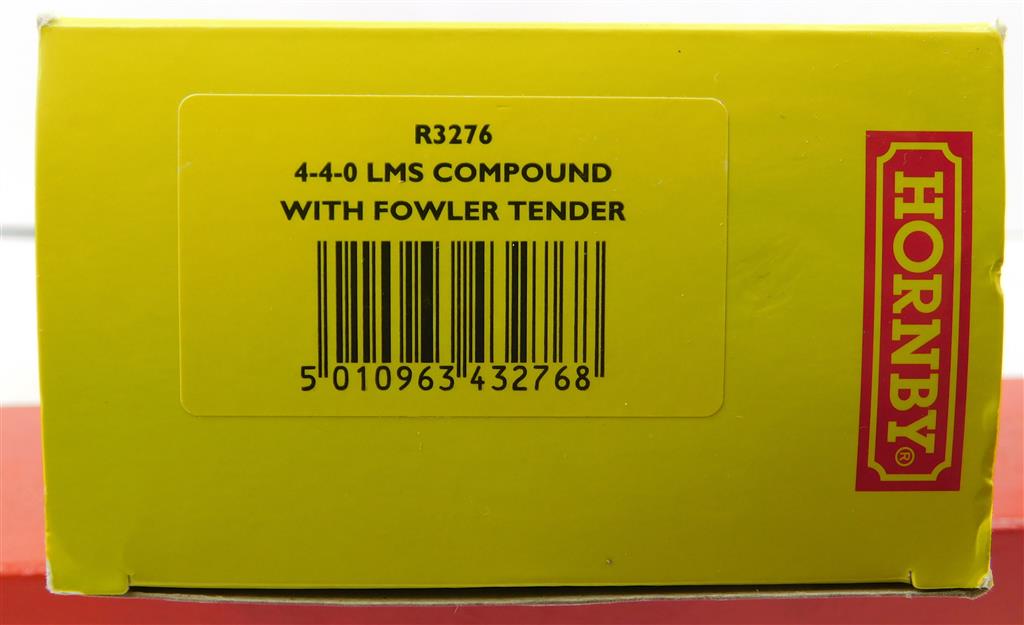 R3276
4-4-0 LMS COMPOUND
WITH FOWLER TENDER
5 010963 432768
HORNBY®